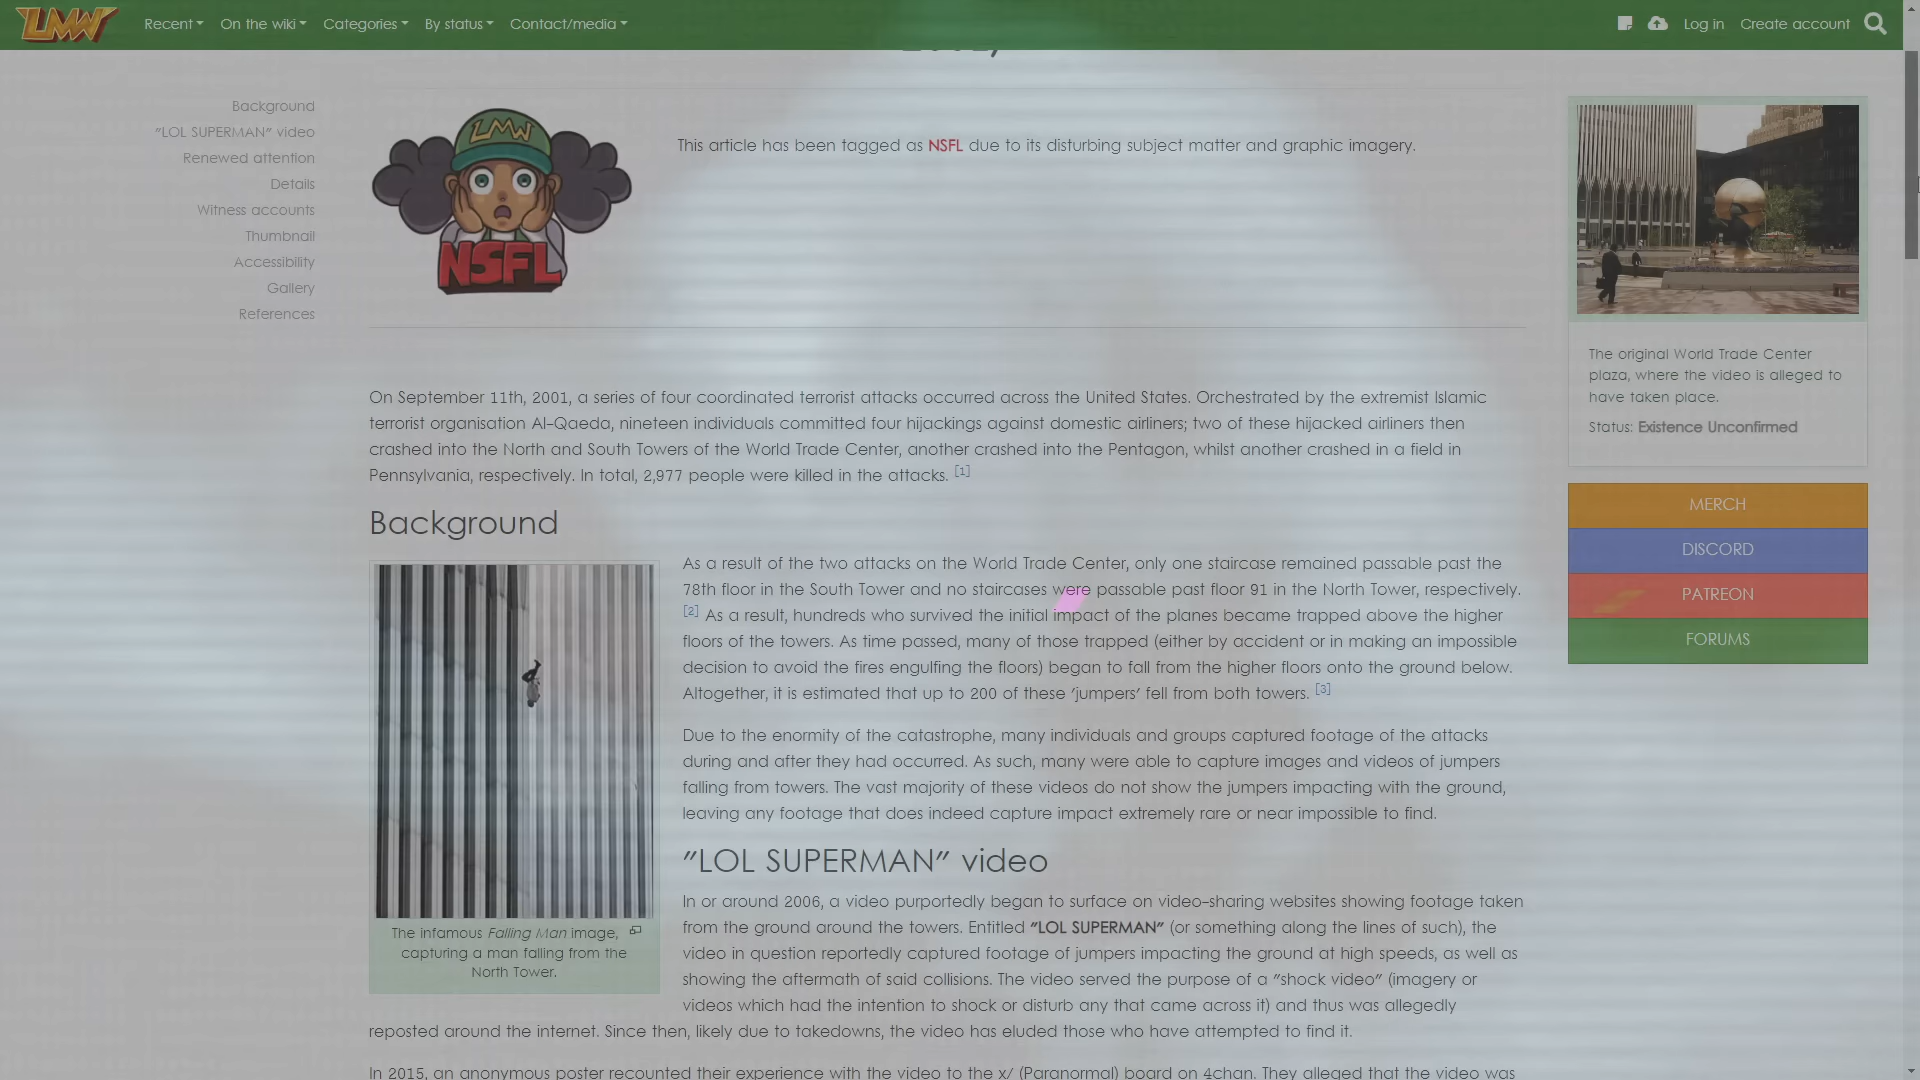 LMW
Recent
On the wiki
Categories
By status
Contact/media
Log in
Create account
Background
"LOL SUPERMAN" video
Renewed attention
Details
Witness accounts
Thumbnail
Accessibility
Gallery
References
LMW
NSFL
This article has been tagged as NSFL due to its disturbing subject matter and graphic imagery.
The original World Trade Center
plaza, where the video is alleged to
have taken place.
Status: Existence Unconfirmed
MERCH
DISCORD
PATREON
FORUMS
On September 11th, 2001, a series of four coordinated terrorist attacks occurred across the United States. Orchestrated by the extremist Islamic
terrorist organisation Al-Qaeda, nineteen individuals committed four hijackings against domestic airliners; two of these hijacked airliners then
crashed into the North and South Towers of the World Trade Center, another crashed into the Pentagon, whilst another crashed in a field in
Pennsylvania, respectively. In total, 2,977 people were killed in the attacks. [1]
Background
As a result of the two attacks on the World Trade Center, only one staircase remained passable past the
78th floor in the South Tower and no staircases were passable past floor 91 in the North Tower, respectively.
[2] As a result, hundreds who survived the initial impact of the planes became trapped above the higher
floors of the towers. As time passed, many of those trapped (either by accident or in making an impossible
decision to avoid the fires engulfing the floors) began to fall from the higher floors onto the ground below.
Altogether, it is estimated that up to 200 of these 'jumpers' fell from both towers. [3]
Due to the enormity of the catastrophe, many individuals and groups captured footage of the attacks
during and after they had occurred. As such, many were able to capture images and videos of jumpers
falling from towers. The vast majority of these videos do not show the jumpers impacting with the ground,
leaving any footage that does indeed capture impact extremely rare or near impossible to find.
The infamous Falling Man image,
capturing a man falling from the
North Tower.
"LOL SUPERMAN" video
In or around 2006, a video purportedly began to surface on video-sharing websites showing footage taken
from the ground around the towers. Entitled "LOL SUPERMAN" (or something along the lines of such), the
video in question reportedly captured footage of jumpers impacting the ground at high speeds, as well as
showing the aftermath of said collisions. The video served the purpose of a "shock video" (imagery or
videos which had the intention to shock or disturb any that came across it) and thus was allegedly
reposted around the internet. Since then, likely due to takedowns, the video has eluded those who have attempted to find it.
In 2015, an anonymous poster recounted their experience with the video to the x/ (Paranormal) board on 4chan. They alleged that the video was